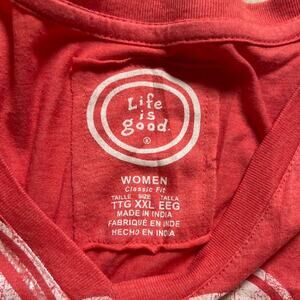 Life
is
good.
®
WOMEN
Classic Fit
TAILLE SIZE TALLA
TTG XXL EEG
MADE IN INDIA
FABRIQUÉ EN INDE
HECHO EN INDA